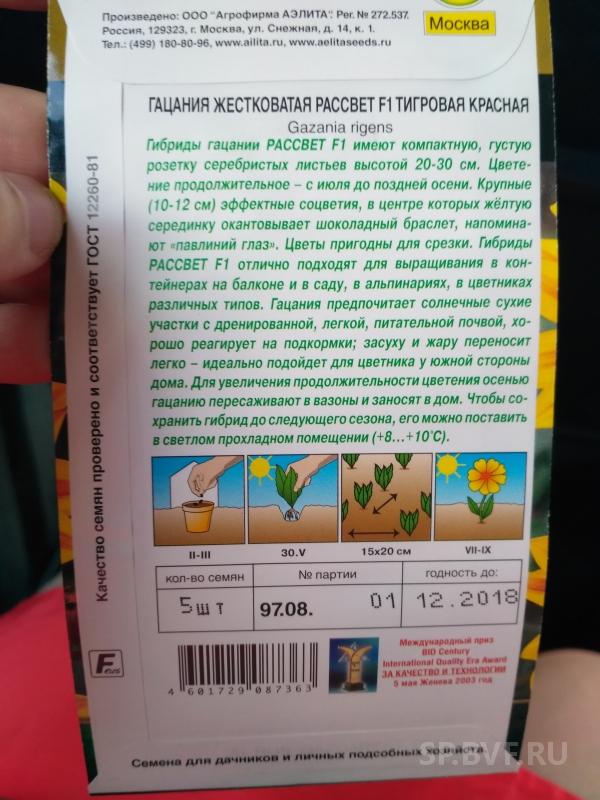 Произведено: ООО "Агрофирма АЭЛИТА". Рег. № 272.537.
Россия, 129323, г. Москва, ул. Снежная, д. 14, к. 1.
Тел.: (499) 180-80-96, www.ailita.ru, www.aelitaseeds.ru
Москва
ГАЦАНИЯ ЖЕСТКОВАТАЯ РАССВЕТ F1 ТИГРОВАЯ КРАСНАЯ
Gazania rigens
Гибриды гацании РАССВЕТ F1 имеют компактную, густую
розетку серебристых листьев высотой 20-30 см. Цвете-
ние продолжительное – с июля до поздней осени. Крупные
(10-12 см) эффектные соцветия, в центре которых жёлтую
серединку окантовывает шоколадный браслет, напомина-
ют «павлиний глаз». Цветы пригодны для срезки. Гибриды
РАССВЕТ F1 отлично подходят для выращивания в кон-
тейнерах на балконе и в саду, в альпинариях, в цветниках
различных типов. Гацания предпочитает солнечные сухие
участки с дренированной, легкой, питательной почвой, хо-
рошо реагирует на подкормки; засуху и жару переносит
легко – идеально подойдет для цветника у южной стороны
дома. Для увеличения продолжительности цветения осенью
гацанию пересаживают в вазоны и заносят в дом. Чтобы со-
хранить гибрид до следующего сезона, его можно поставить
в светлом прохладном помещении (+8...+10°С).
Качество семян проверено и соответствует ГОСТ 12260-81
II-III
30.V
15х20 см
VII-IX
кол-во семян
№ партии
годность до:
5шт
97.08.
01
12.2018
F
4 601729 087363
Международный приз
BID Century
International Quality Era Award
ЗА КАЧЕСТВО И ТЕХНОЛОГИИ
5 мая Женева 2003 год
Семена для дачников и личных подсобных хозяйств.
SP.BVF.RU